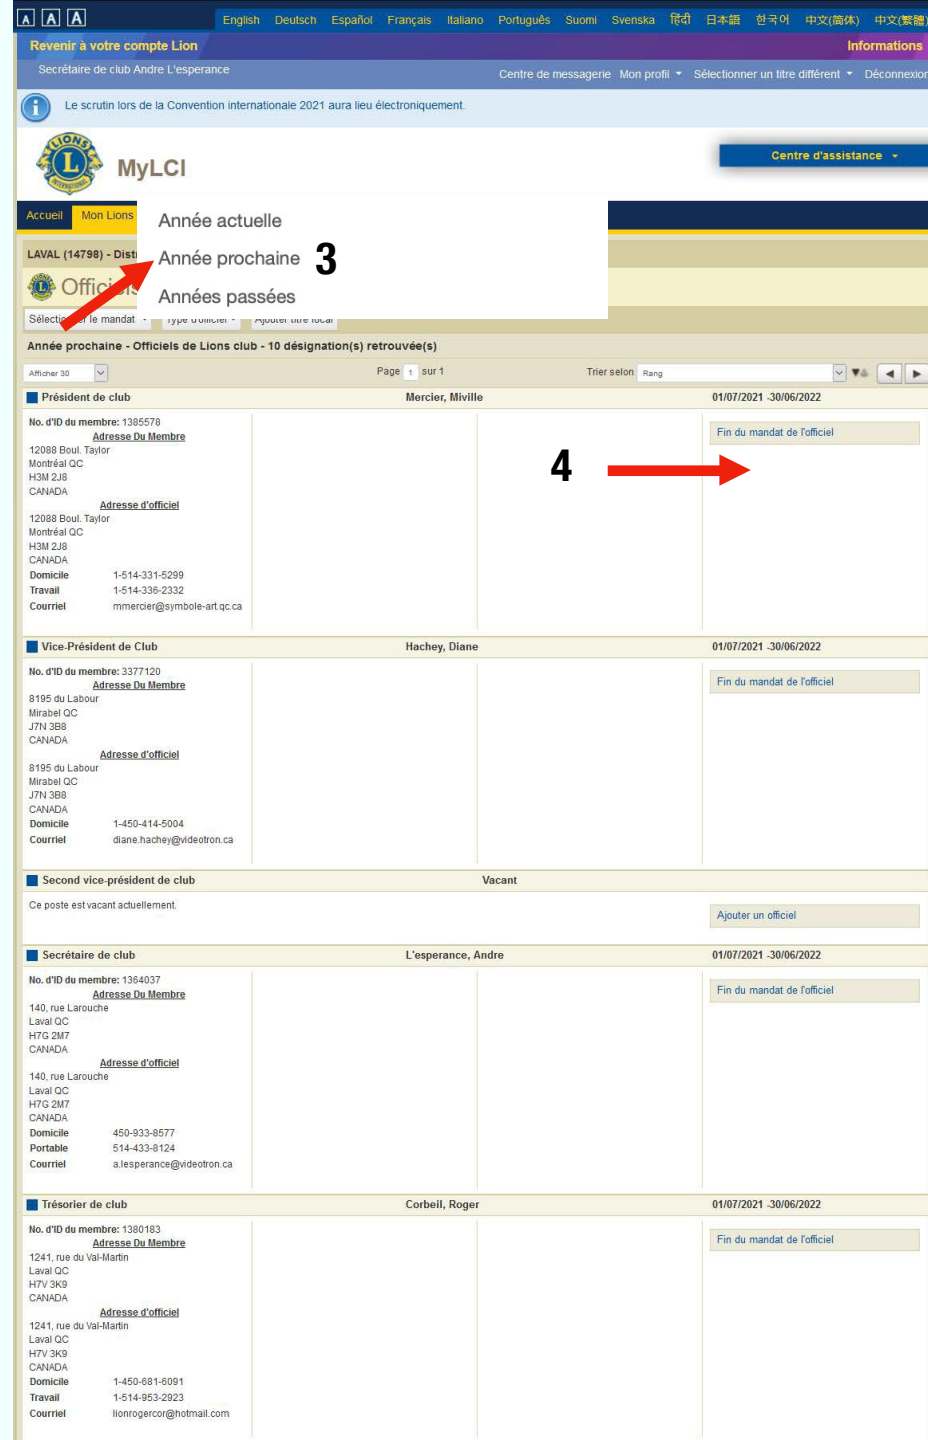 A A A English Deutsch Español Français Italiano Português Suomi Svenska हिंदी 日本語 한국어 中文(简体) 中文(繁體)
Revenir à votre compte Lion Informations
Secrétaire de club Andre L'esperance Centre de messagerie Mon profil Sélectionner un titre différent Déconnexion
Le scrutin lors de la Convention internationale 2021 aura lieu électroniquement.
LIONS
L
INTERNATIONAL
MyLCI
Centre d'assistance
Accueil Mon Lions
Année actuelle
LAVAL (14798) - Dist
Année prochaine 3
Officiels
Années passées
Sélectionner le mandat Type d'officier Ajouter titre local
Année prochaine - Officiels de Lions club - 10 désignation(s) retrouvée(s)
Afficher 30 Page 1 sur 1 Trier selon Rang
Président de club Mercier, Miville 01/07/2021 -30/06/2022
No. d'ID du membre: 1385578
Fin du mandat de l'officiel
Adresse Du Membre
12088 Boul. Taylor
Montréal QC
H3M 2J8
CANADA
4
Adresse d'officiel
12088 Boul. Taylor
Montréal QC
H3M 2J8
CANADA
Domicile 1-514-331-5299
Travail 1-514-336-2332
Courriel mmercier@symbole-art.qc.ca
Vice-Président de Club Hachey, Diane 01/07/2021 -30/06/2022
No. d'ID du membre: 3377120
Fin du mandat de l'officiel
Adresse Du Membre
8195 du Labour
Mirabel QC
J7N 3B8
CANADA
Adresse d'officiel
8195 du Labour
Mirabel QC
J7N 3B8
CANADA
Domicile 1-450-414-5004
Courriel diane.hachey@videotron.ca
Second vice-président de club Vacant
Ce poste est vacant actuellement.
Ajouter un officiel
Secrétaire de club L'esperance, Andre 01/07/2021 -30/06/2022
No. d'ID du membre: 1364037
Fin du mandat de l'officiel
Adresse Du Membre
140, rue Larouche
Laval QC
H7G 2M7
CANADA
Adresse d'officiel
140, rue Larouche
Laval QC
H7G 2M7
CANADA
Domicile 450-933-8577
Portable 514-433-8124
Courriel a.lesperance@videotron.ca
Trésorier de club Corbeil, Roger 01/07/2021 -30/06/2022
No. d'ID du membre: 1380183
Fin du mandat de l'officiel
Adresse Du Membre
1241, rue du Val-Martin
Laval QC
H7V 3K9
CANADA
Adresse d'officiel
1241, rue du Val-Martin
Laval QC
H7V 3K9
CANADA
Domicile 1-450-681-6091
Travail 1-514-953-2923
Courriel lionrogercor@hotmail.com